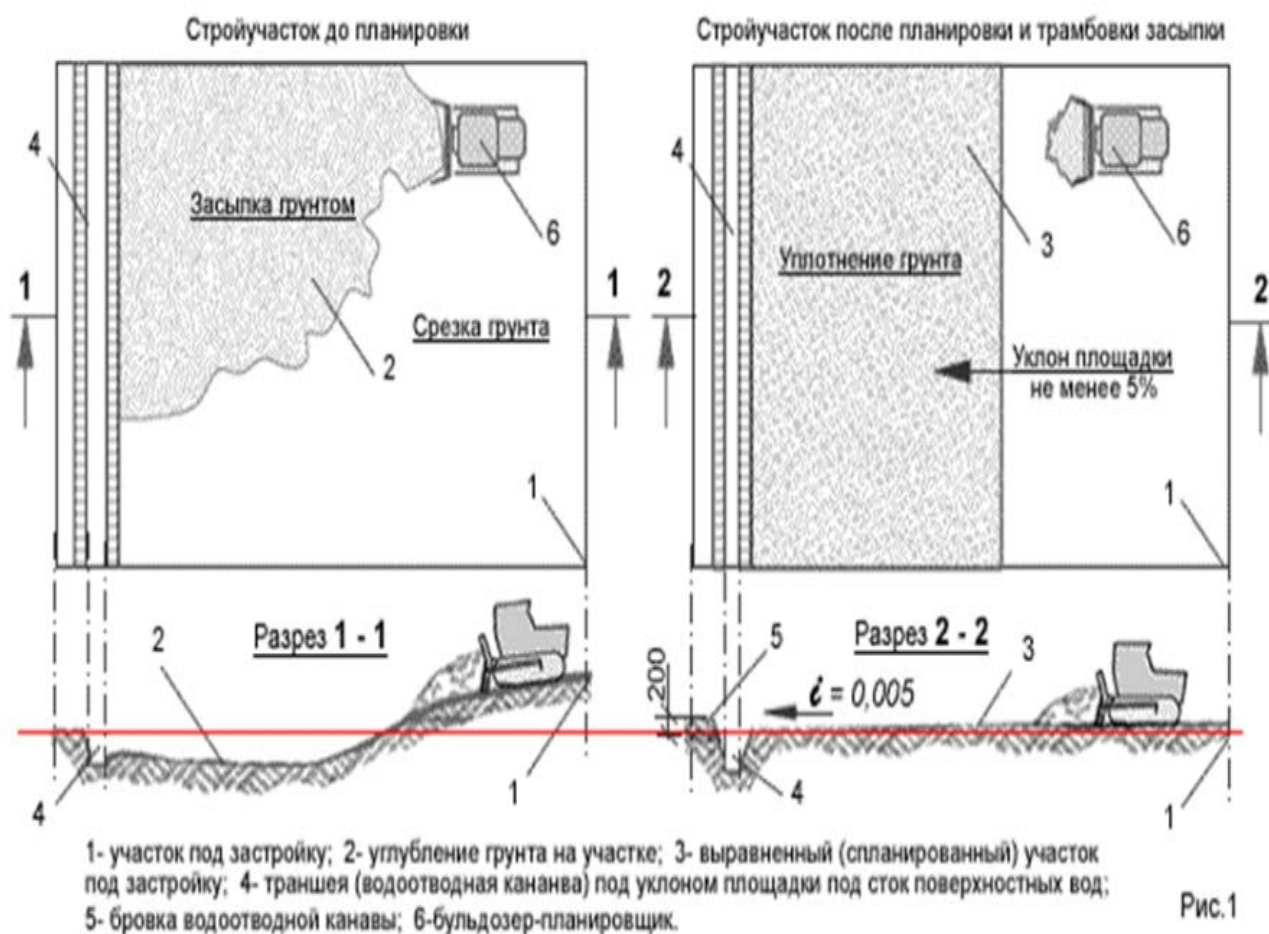 Стройучасток до планировки
Стройучасток после планировки и трамбовки засыпки
4
Засыпка грунтом
6
1
1
Срезка грунта
2
1
4
Уплотнение грунта
3
6
2
2
Уклон площадки
не менее 5%
1
2
Разрез 1 - 1
4
1
200
5
Разрез 2 - 2
3
i = 0,005
4
1
1- участок под застройку; 2- углубление грунта на участке; 3- выравненный (спланированный) участок
под застройку; 4- траншея (водоотводная кананва) под уклоном площадки под сток поверхностных вод;
5- бровка водоотводной канавы; 6-бульдозер-планировщик.
Рис.1